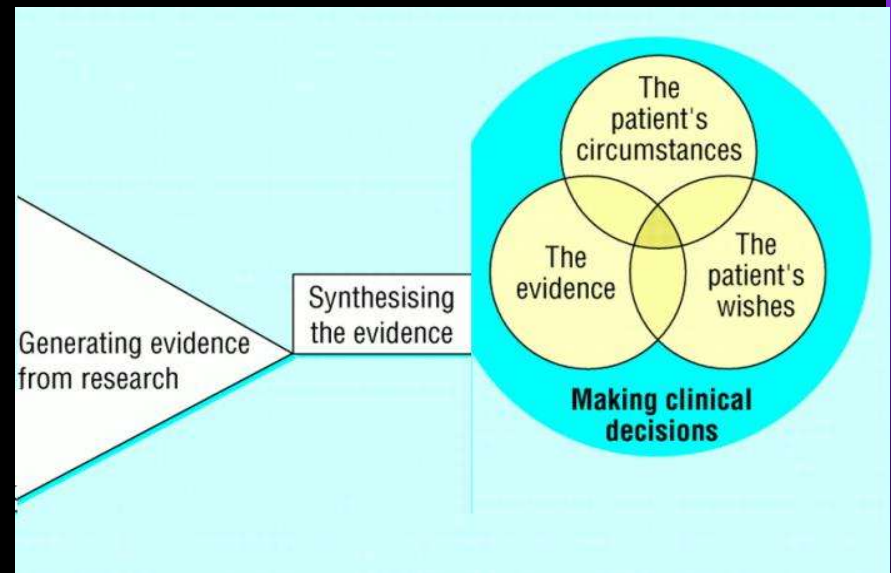 Generating evidence
from research
Synthesising
the evidence
The
patient's
circumstances
The
evidence
The
patient's
wishes
Making clinical
decisions